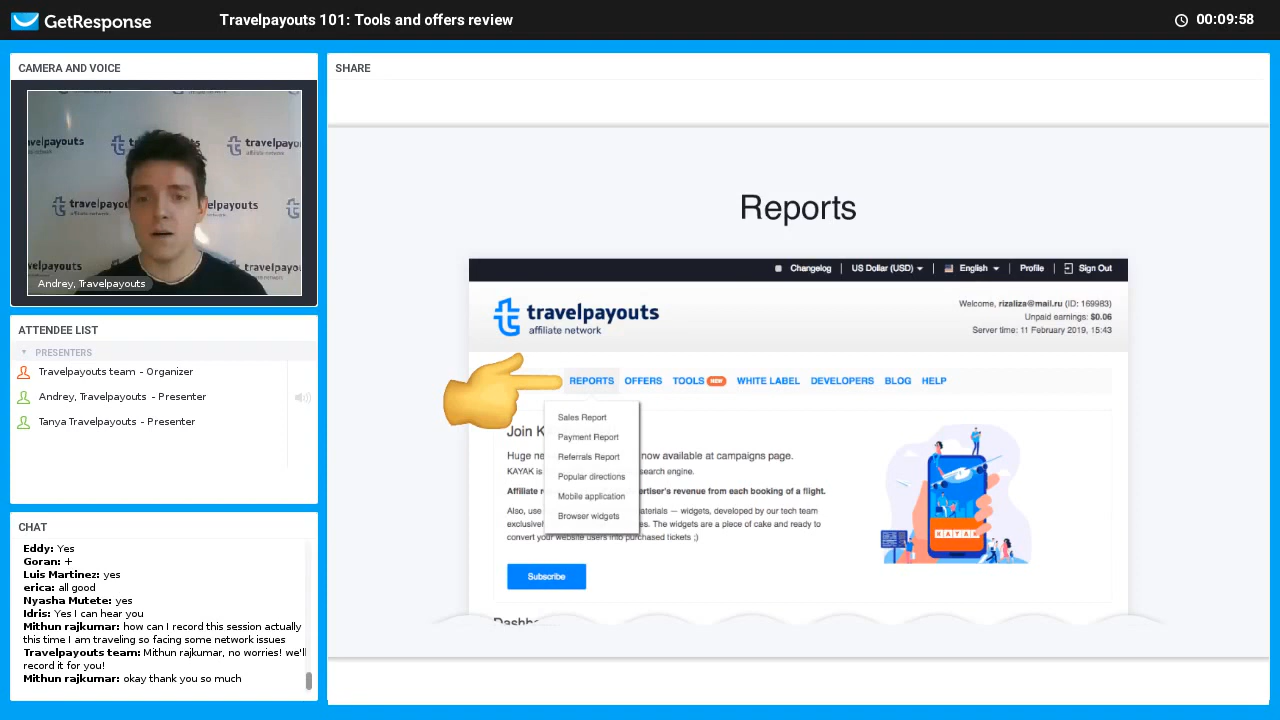 GetResponse
Travelpayouts 101: Tools and offers review
00:09:58
CAMERA AND VOICE
SHARE
travelpayouts
affiliate network
travelpayouts
Andrey, Travelpayouts
ATTENDEE LIST
PRESENTERS
Travelpayouts team - Organizer
Andrey, Travelpayouts - Presenter
Tanya Travelpayouts - Presenter
CHAT
Eddy: Yes
Goran: +
Luis Martinez: yes
erica: all good
Nyasha Mutete: yes
Idris: Yes I can hear you
Mithun rajkumar: how can I record this session actually
this time I am traveling so facing some network issues
Travelpayouts team: Mithun rajkumar, no worries! we'll
record it for you!
Mithun rajkumar: okay thank you so much
Reports
Changelog
US Dollar (USD)
English
Profile
Sign Out
travelpayouts
affiliate network
Welcome, rizaliza@mail.ru (ID: 169983)
Unpaid earnings: $0.06
Server time: 11 February 2019, 15:43
REPORTS OFFERS TOOLS NEW WHITE LABEL DEVELOPERS BLOG HELP
Sales Report
Payment Report
Referrals Report
Popular directions
Mobile application
Browser widgets
Join K
Huge ne now available at campaigns page.
KAYAK is search engine.
Affiliate re ertiser's revenue from each booking of a flight.
Also, use aterials — widgets, developed by our tech team
exclusivel es. The widgets are a piece of cake and ready to
convert your website users into purchased tickets ;)
KAYAK
Subscribe